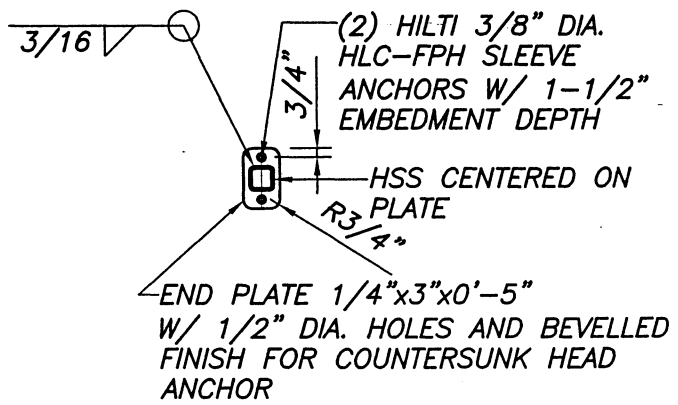 3/16
(2) HILTI 3/8" DIA.
HLC-FPH SLEEVE
ANCHORS W/ 1-1/2"
EMBEDMENT DEPTH
3/4"
HSS CENTERED ON
PLATE
R3/4"
END PLATE 1/4"x3"x0'-5"
W/ 1/2" DIA. HOLES AND BEVELLED
FINISH FOR COUNTERSUNK HEAD
ANCHOR